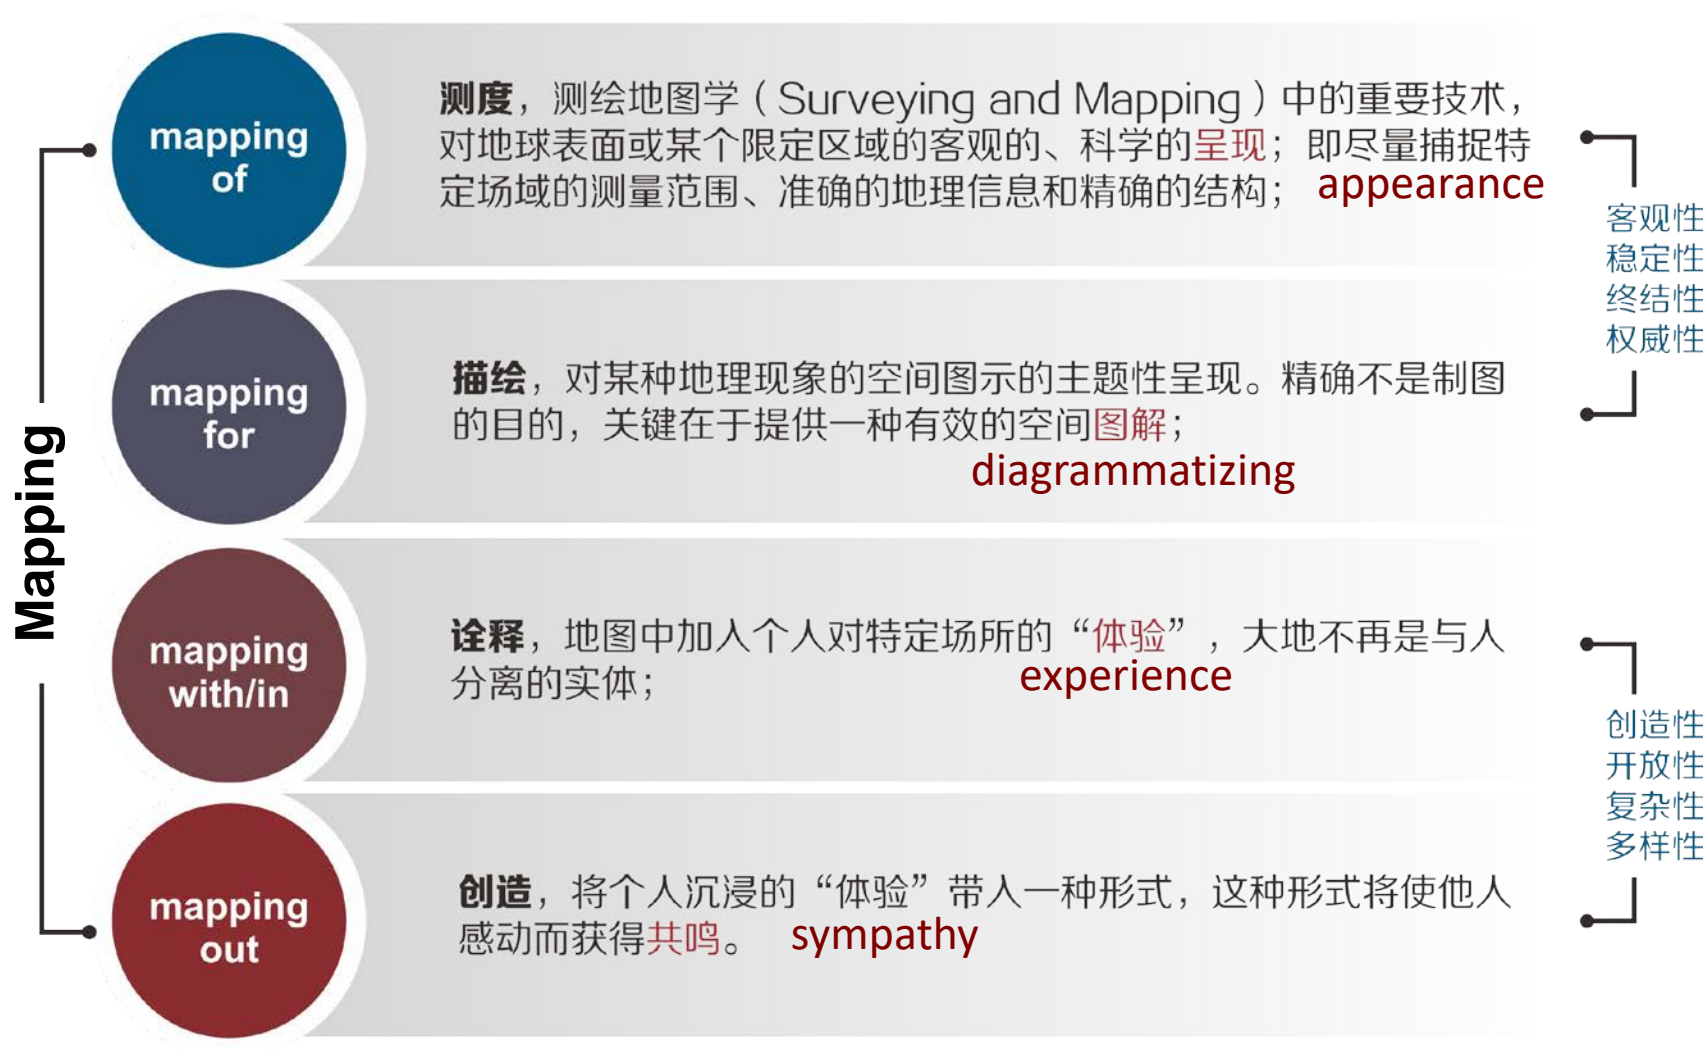 Mapping
mapping
of
测度，测绘地图学（Surveying and Mapping）中的重要技术，
对地球表面或某个限定区域的客观的、科学的呈现；即尽量捕捉特
定场域的测量范围、准确的地理信息和精确的结构；
appearance
mapping
for
描绘，对某种地理现象的空间图示的主题性呈现。精确不是制图
的目的，关键在于提供一种有效的空间图解；
diagrammatizing
客观性
稳定性
终结性
权威性
mapping
with/in
诠释，地图中加入个人对特定场所的“体验”，大地不再是与人
分离的实体；
experience
mapping
out
创造，将个人沉浸的“体验”带入一种形式，这种形式将使他人
感动而获得共鸣。
sympathy
创造性
开放性
复杂性
多样性